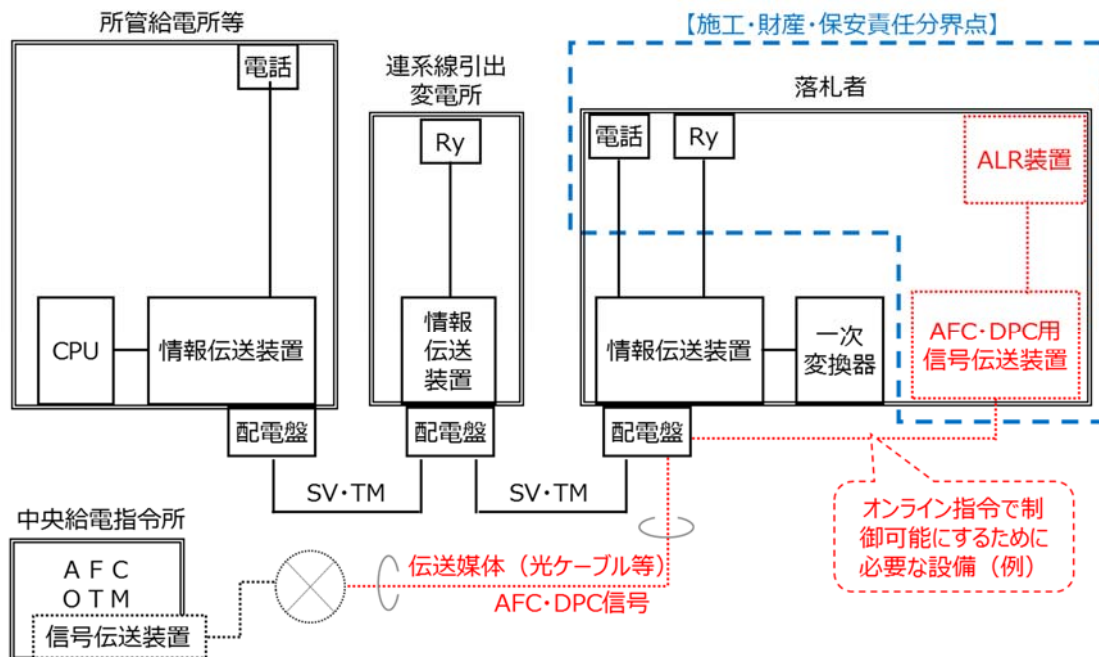 所管給電所等
電話
CPU
情報伝送装置
配電盤
連系線引出
変電所
Ry
情報
伝送
装置
配電盤
【施工・財産・保安責任分界点】
落札者
電話
Ry
ALR装置
情報伝送装置
一次
変換器
AFC・DPC用
信号伝送装置
配電盤
SV・TM
SV・TM
中央給電指令所
AFC
OTM
信号伝送装置
伝送媒体（光ケーブル等）
AFC・DPC信号
オンライン指令で制
御可能にするために
必要な設備（例）